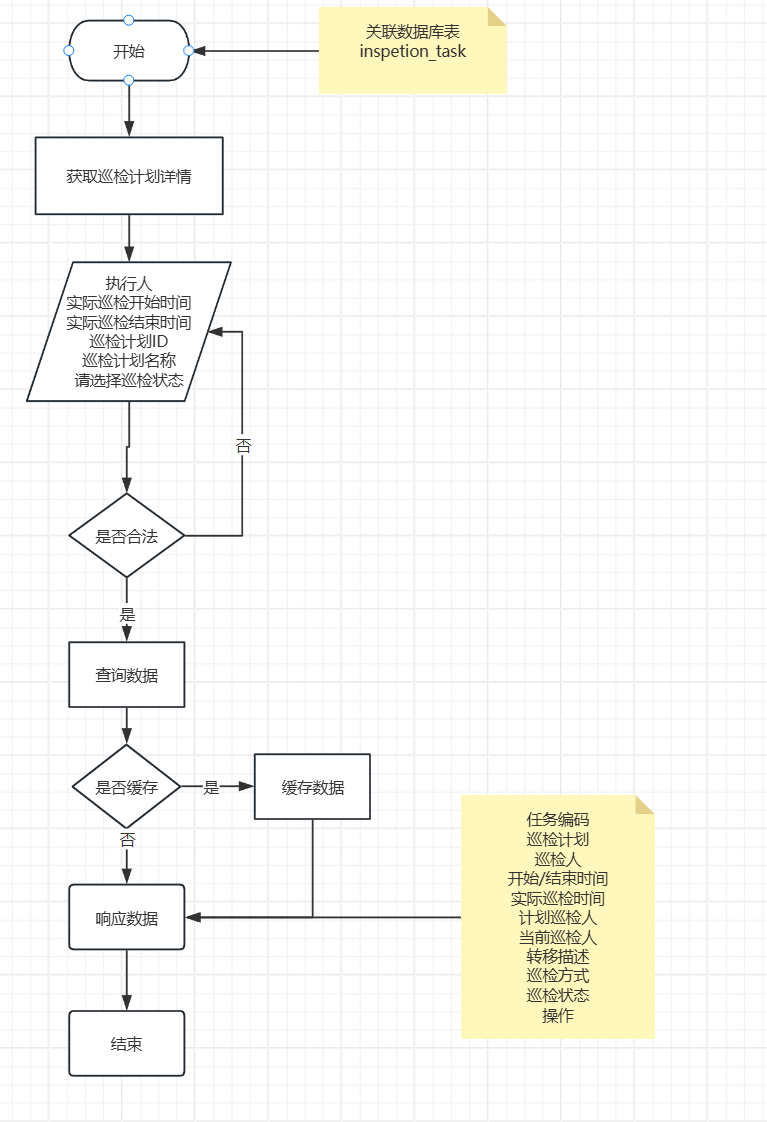 开始
关联数据库表
inspetion_task
获取巡检计划详情
执行人
实际巡检开始时间
实际巡检结束时间
巡检计划ID
巡检计划名称
请选择巡检状态
否
是否合法
是
查询数据
是否缓存
是
缓存数据
否
响应数据
任务编码
巡检计划
巡检人
开始/结束时间
实际巡检时间
计划巡检人
当前巡检人
转移描述
巡检方式
巡检状态
操作
结束